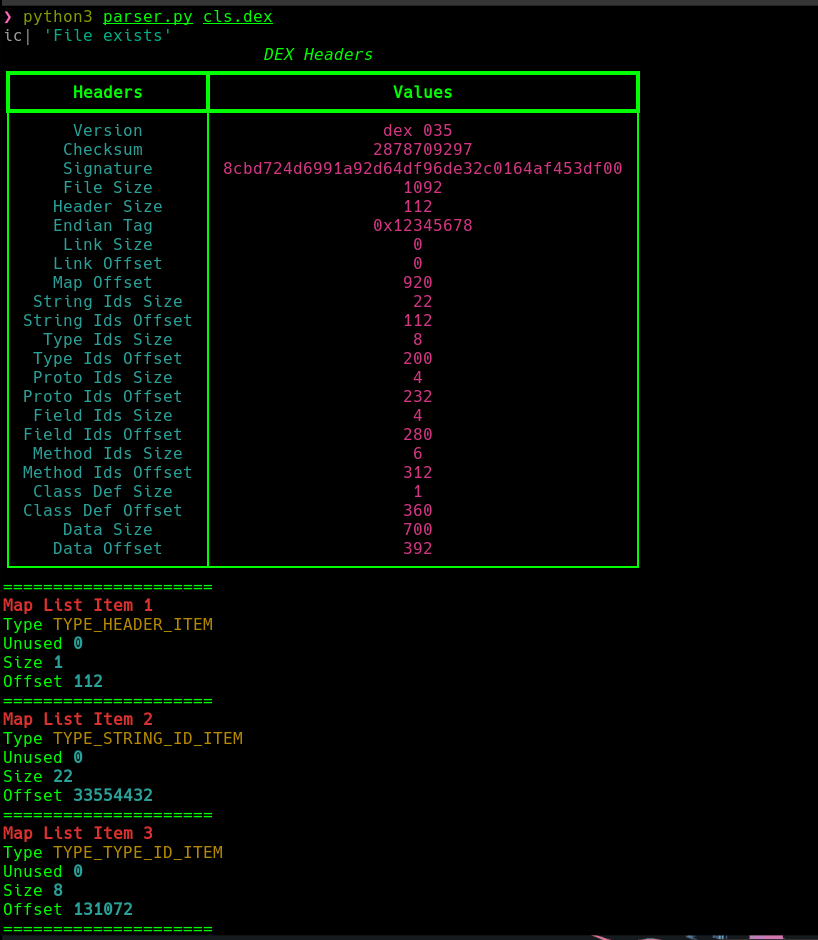 ❯ python3 parser.py cls.dex
ic| 'File exists'
DEX Headers
Headers Values
Version dex 035
Checksum 2878709297
Signature 8cbd724d6991a92d64df96de32c0164af453df00
File Size 1092
Header Size 112
Endian Tag 0x12345678
Link Size 0
Link Offset 0
Map Offset 920
String Ids Size 22
String Ids Offset 112
Type Ids Size 8
Type Ids Offset 200
Proto Ids Size 4
Proto Ids Offset 232
Field Ids Size 4
Field Ids Offset 280
Method Ids Size 6
Method Ids Offset 312
Class Def Size 1
Class Def Offset 360
Data Size 700
Data Offset 392
=====================
Map List Item 1
Type TYPE_HEADER_ITEM
Unused 0
Size 1
Offset 112
=====================
Map List Item 2
Type TYPE_STRING_ID_ITEM
Unused 0
Size 22
Offset 33554432
=====================
Map List Item 3
Type TYPE_TYPE_ID_ITEM
Unused 0
Size 8
Offset 131072
=====================